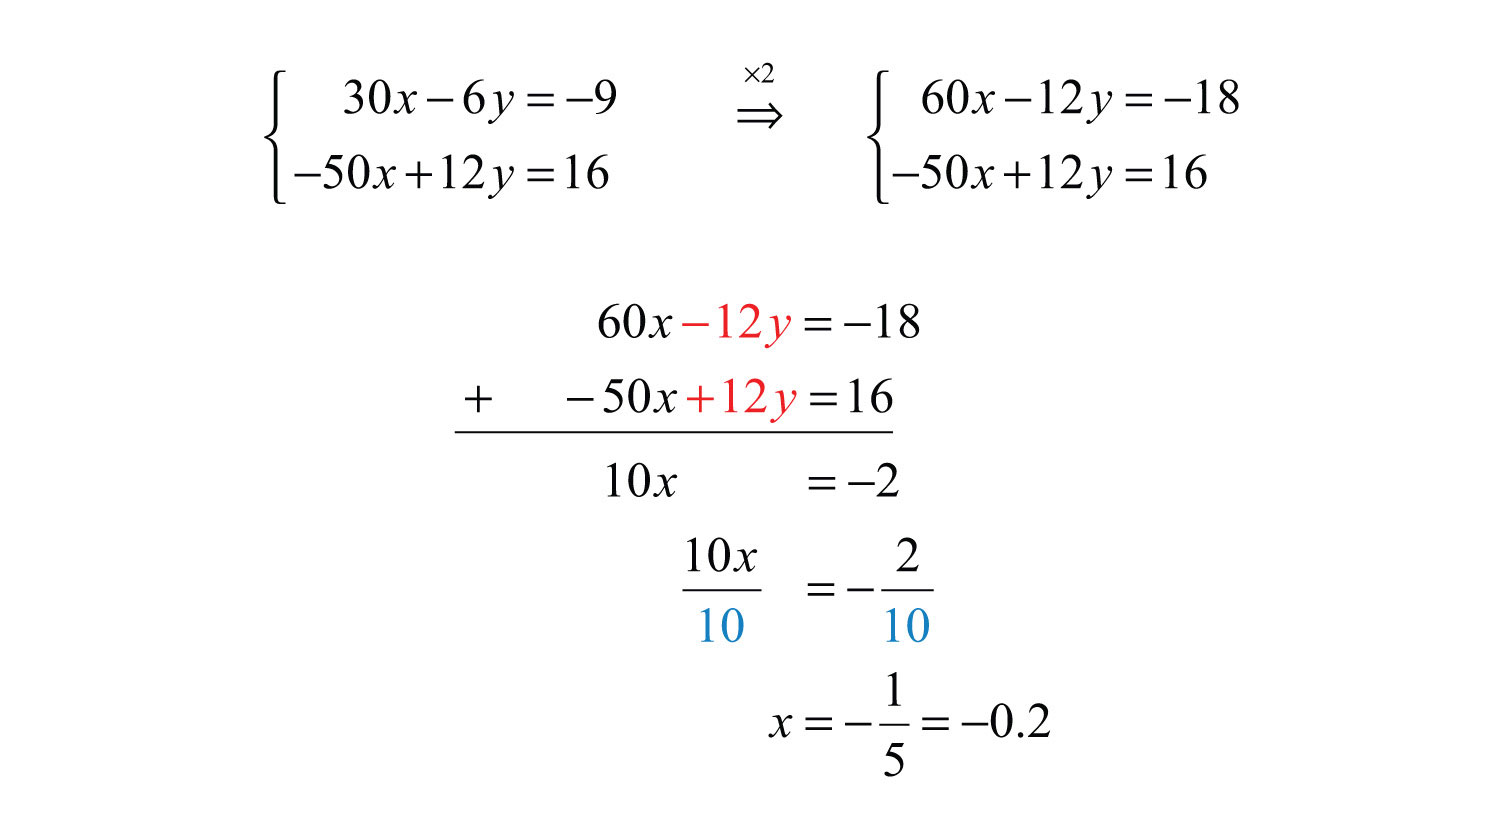 30x − 6y = −9 ×2 ⇒ 60x − 12y = −18
−50x + 12y = 16 −50x + 12y = 16
60x − 12y = −18
+ −50x + 12y = 16
10x = −2
10x/10 = −2/10
x = −1/5 = −0.2